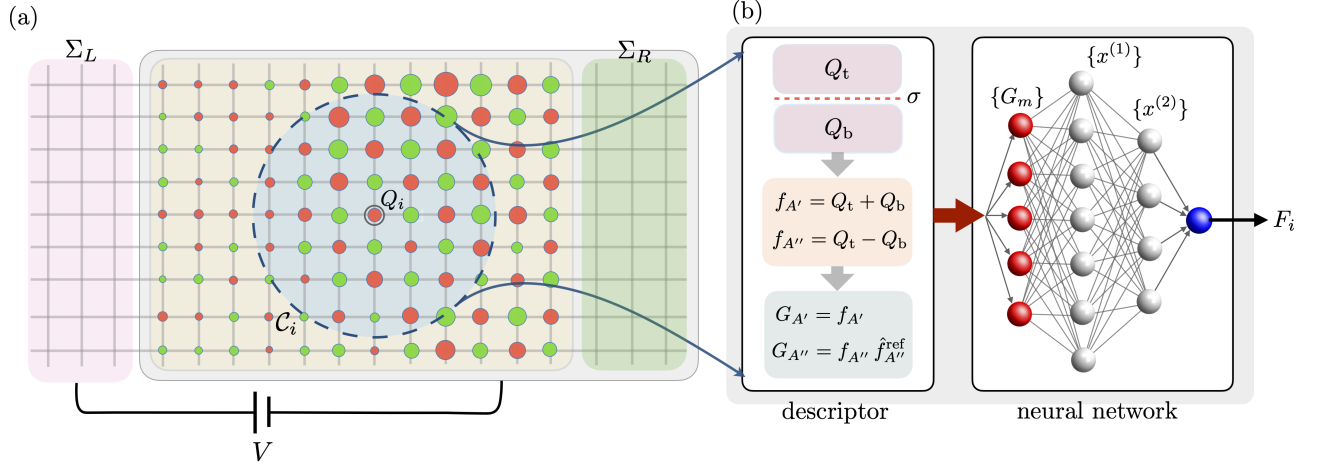 (a)
Σ_L
Σ_R
Q_i
C_i
V
(b)
Q_t
σ
Q_b
f_{A′} = Q_t + Q_b
f_{A″} = Q_t − Q_b
G_{A′} = f_{A′}
G_{A″} = f_{A″} f̂^{ref}_{A″}
descriptor
{G_m}
{x^{(1)}}
{x^{(2)}}
F_i
neural network